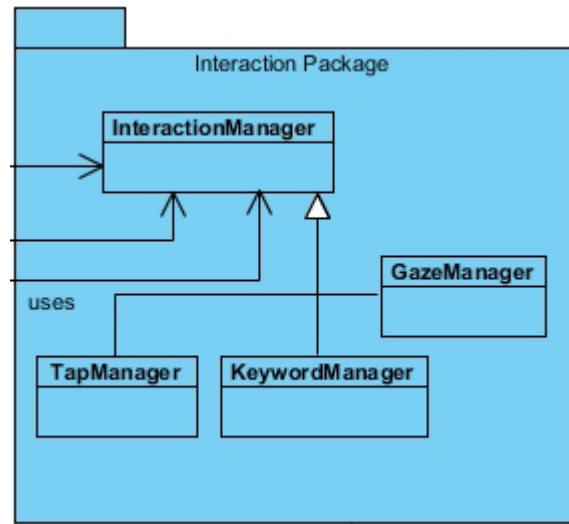 Interaction Package
InteractionManager
GazeManager
uses
TapManager
KeywordManager